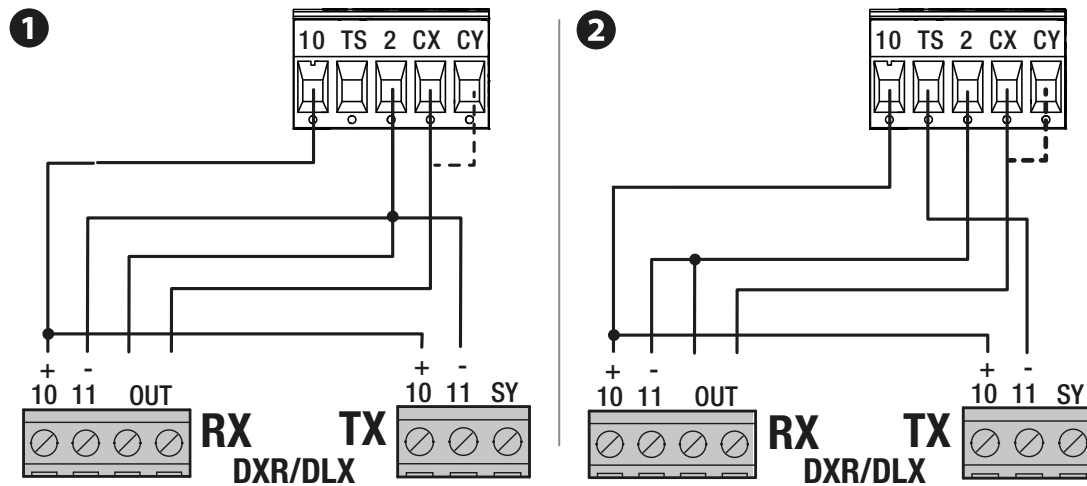 1
10 TS 2 CX CY
+ - + -
10 11 OUT 10 11 SY
RX TX
DXR/DLX
2
10 TS 2 CX CY
+ - + -
10 11 OUT 10 11 SY
RX TX
DXR/DLX